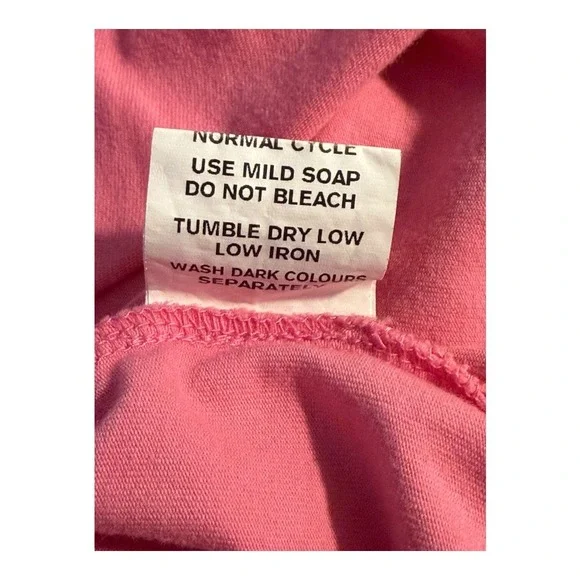 NORMAL CYCLE
USE MILD SOAP
DO NOT BLEACH
TUMBLE DRY LOW
LOW IRON
WASH DARK COLOURS
SEPARATELY